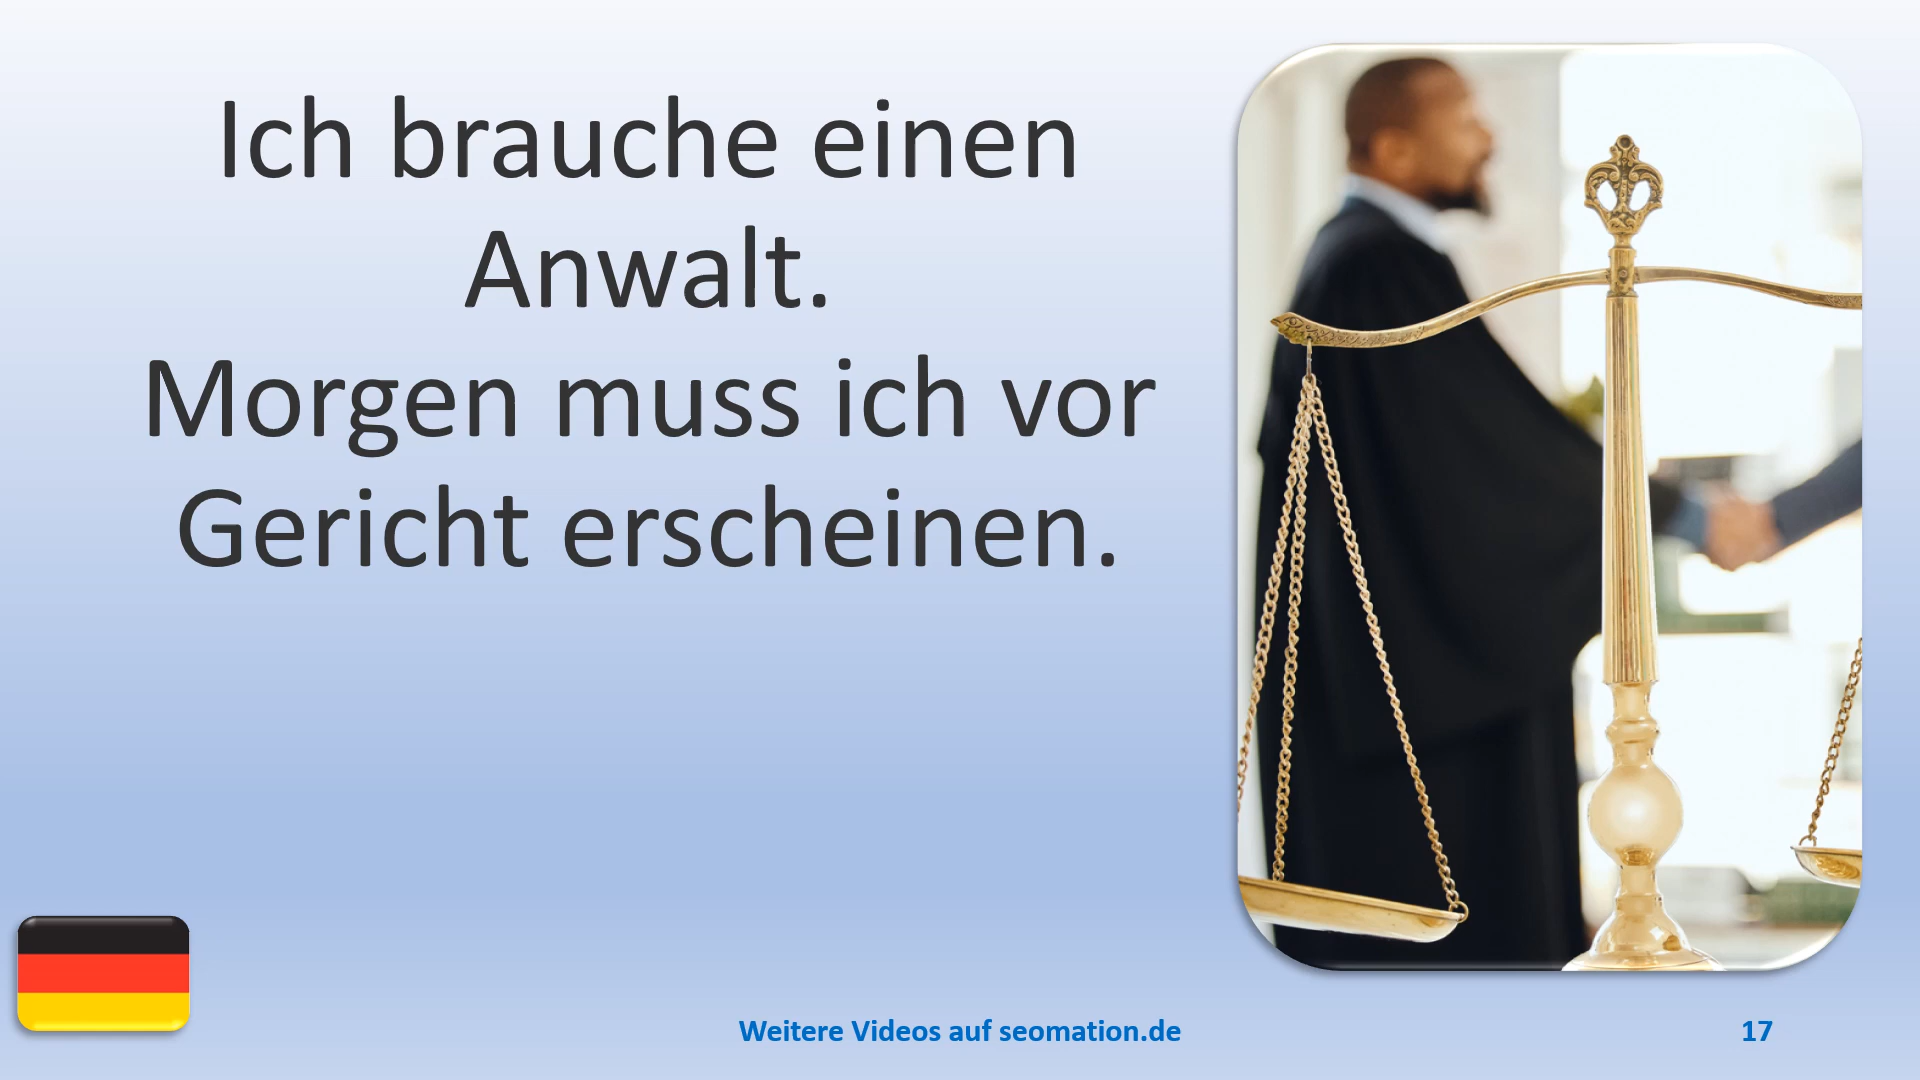 Ich brauche einen
Anwalt.
Morgen muss ich vor
Gericht erscheinen.
Weitere Videos auf seomation.de
17